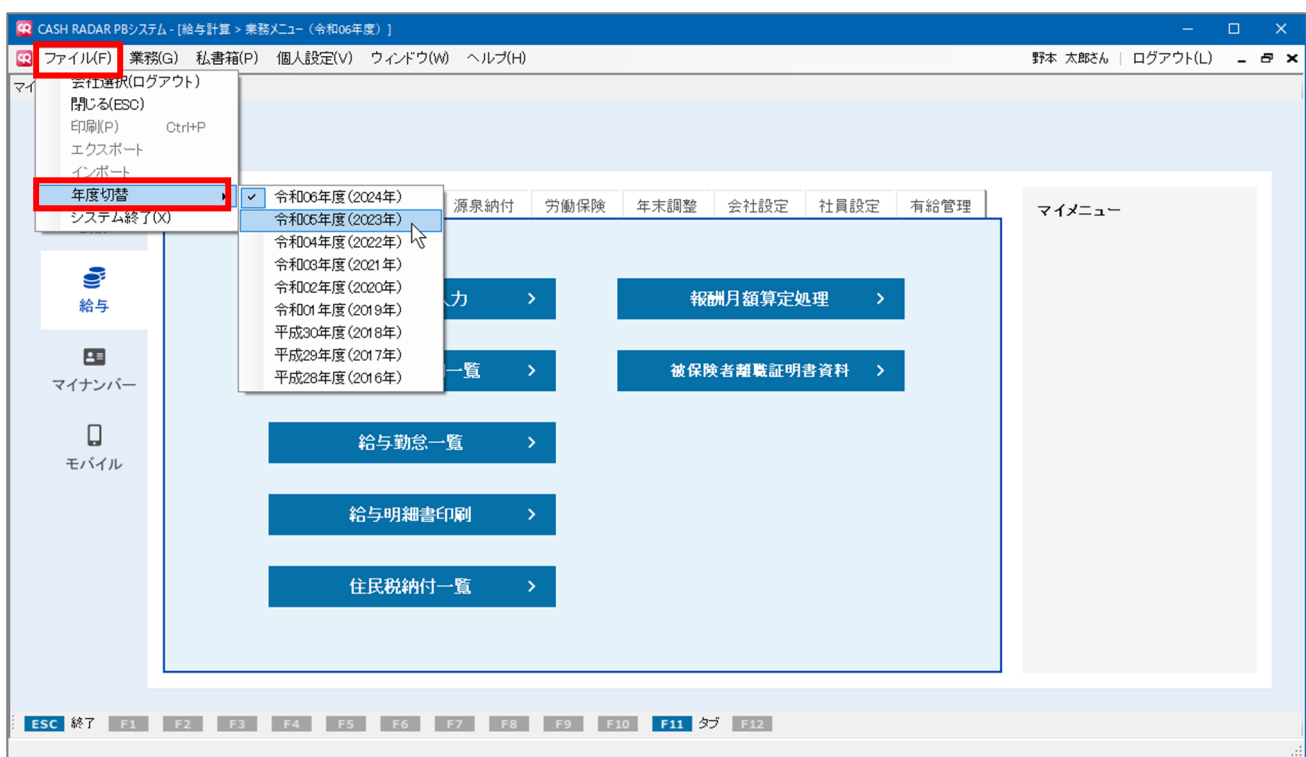 CASH RADAR PBシステム - [給与計算 > 業務メニュー（令和06年度）]
ファイル(F) 業務(G) 私書箱(P) 個人設定(V) ウィンドウ(W) ヘルプ(H) 野本 太郎さん | ログアウト(L)
マイ
会社選択(ログアウト)
閉じる(ESC)
印刷(P) Ctrl+P
エクスポート
インポート
年度切替
システム終了(X)
令和06年度(2024年)
令和05年度(2023年)
令和04年度(2022年)
令和03年度(2021年)
令和02年度(2020年)
令和01年度(2019年)
平成30年度(2018年)
平成29年度(2017年)
平成28年度(2016年)
源泉納付 労働保険 年末調整 会社設定 社員設定 有給管理
マイメニュー
給与
マイナンバー
モバイル
力 >
一覧 >
給与勤怠一覧 >
給与明細書印刷 >
住民税納付一覧 >
報酬月額算定処理 >
被保険者離職証明書資料 >
ESC 終了 F1 F2 F3 F4 F5 F6 F7 F8 F9 F10 F11 タブ F12